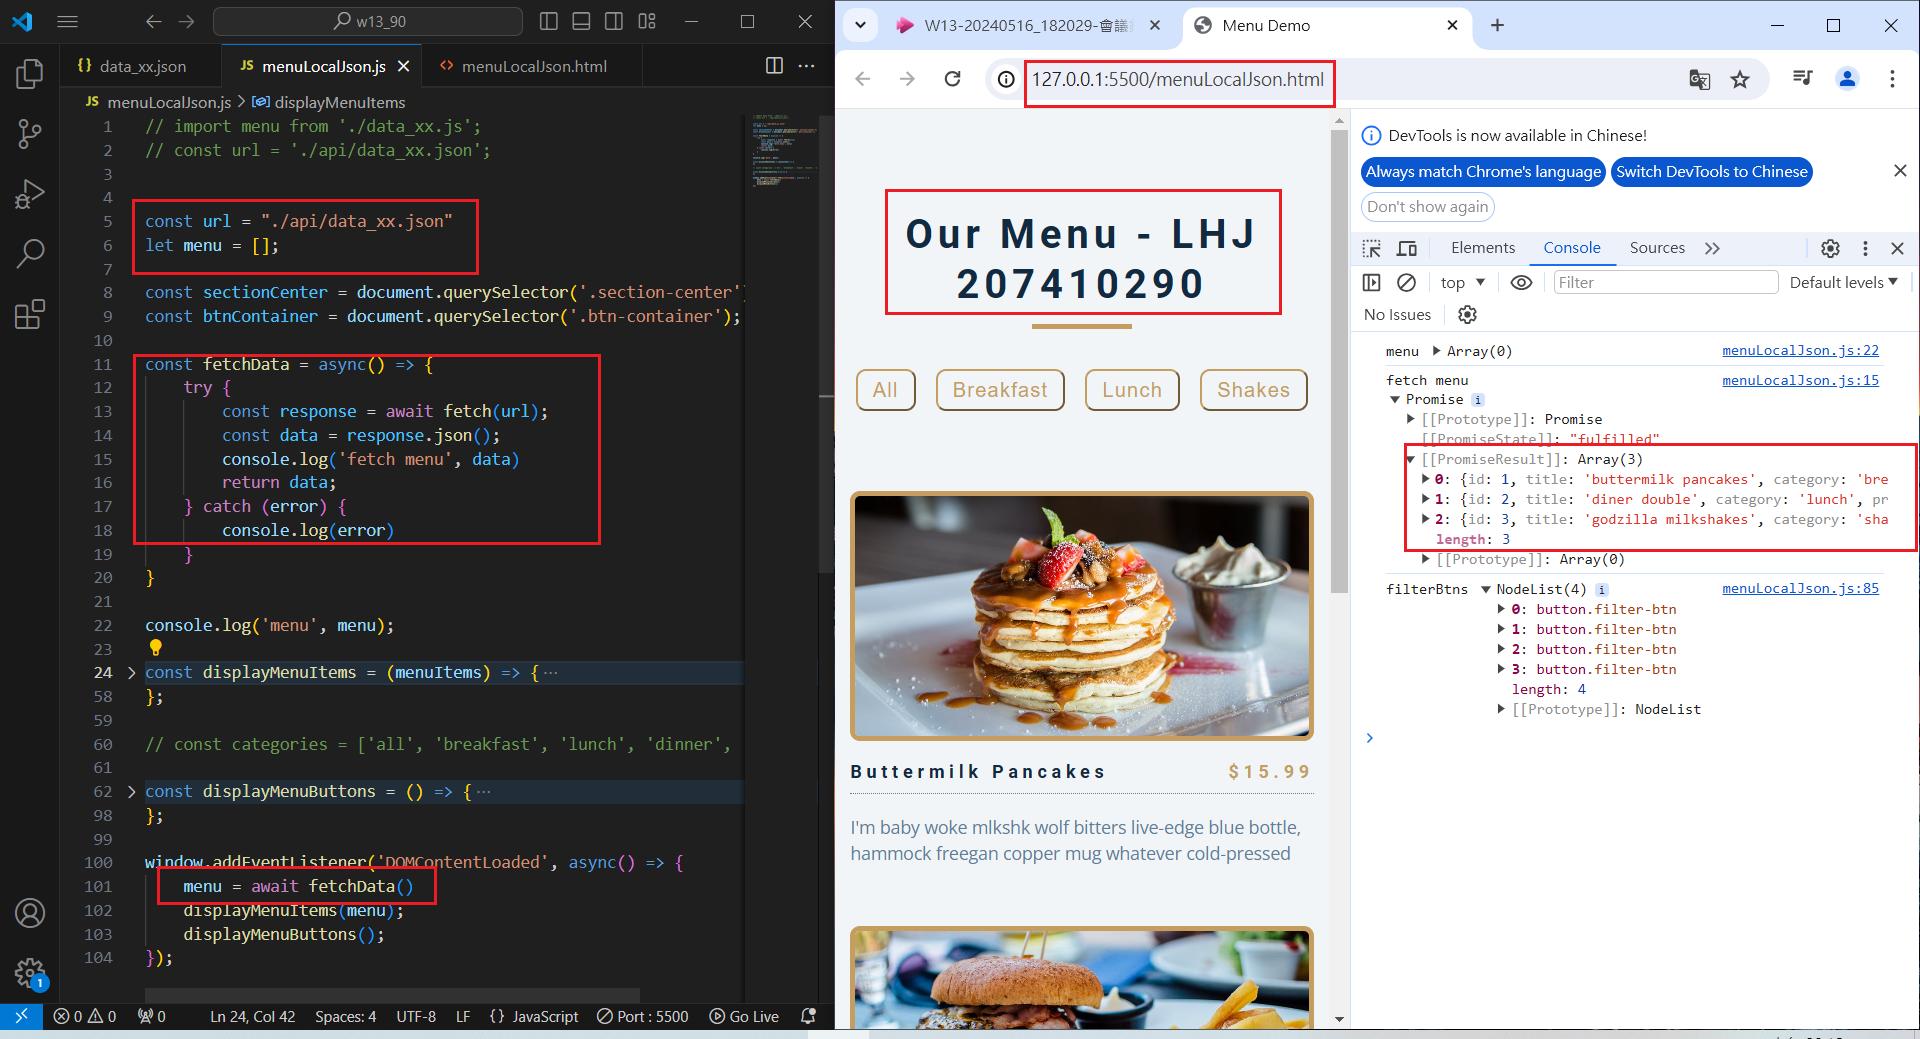 w13_90
data_xx.json
JS menuLocalJson.js
menuLocalJson.html
JS menuLocalJson.js > displayMenuItems
1 // import menu from './data_xx.js';
2 // const url = './api/data_xx.json';
3
4
5 const url = "./api/data_xx.json"
6 let menu = [];
7
8 const sectionCenter = document.querySelector('.section-center')
9 const btnContainer = document.querySelector('.btn-container');
10
11 const fetchData = async() => {
12 try {
13 const response = await fetch(url);
14 const data = response.json();
15 console.log('fetch menu', data)
16 return data;
17 } catch (error) {
18 console.log(error)
19 }
20 }
21
22 console.log('menu', menu);
23
24 const displayMenuItems = (menuItems) => { ...
58 };
59
60 // const categories = ['all', 'breakfast', 'lunch', 'dinner',
61
62 const displayMenuButtons = () => { ...
98 };
99
100 window.addEventListener('DOMContentLoaded', async() => {
101 menu = await fetchData()
102 displayMenuItems(menu);
103 displayMenuButtons();
104 });
1
0 0 0 Ln 24, Col 42 Spaces: 4 UTF-8 LF {} JavaScript Port : 5500 Go Live
W13-20240516_182029-會議
Menu Demo
127.0.0.1:5500/menuLocalJson.html
Our Menu - LHJ
207410290
All Breakfast Lunch Shakes
Buttermilk Pancakes $15.99
I'm baby woke mlkshk wolf bitters live-edge blue bottle,
hammock freegan copper mug whatever cold-pressed
DevTools is now available in Chinese!
Always match Chrome's language Switch DevTools to Chinese
Don't show again
Elements Console Sources
top Filter Default levels
No Issues
menu Array(0) menuLocalJson.js:22
fetch menu menuLocalJson.js:15
Promise
[[Prototype]]: Promise
[[PromiseState]]: "fulfilled"
[[PromiseResult]]: Array(3)
0: {id: 1, title: 'buttermilk pancakes', category: 'bre
1: {id: 2, title: 'diner double', category: 'lunch', pr
2: {id: 3, title: 'godzilla milkshakes', category: 'sha
length: 3
[[Prototype]]: Array(0)
filterBtns NodeList(4) menuLocalJson.js:85
0: button.filter-btn
1: button.filter-btn
2: button.filter-btn
3: button.filter-btn
length: 4
[[Prototype]]: NodeList